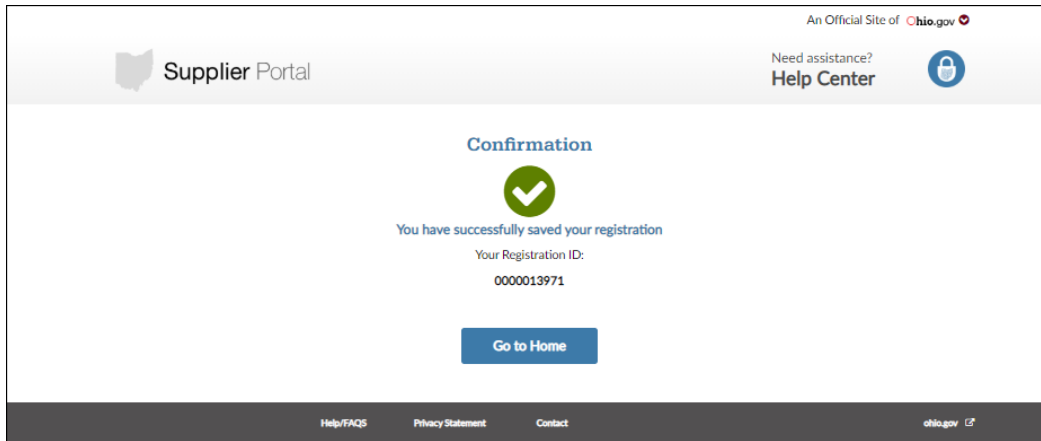 An Official Site of Ohio.gov
Supplier Portal
Need assistance?
Help Center
Confirmation
You have successfully saved your registration
Your Registration ID:
0000013971
Go to Home
Help/FAQS Privacy Statement Contact ohio.gov